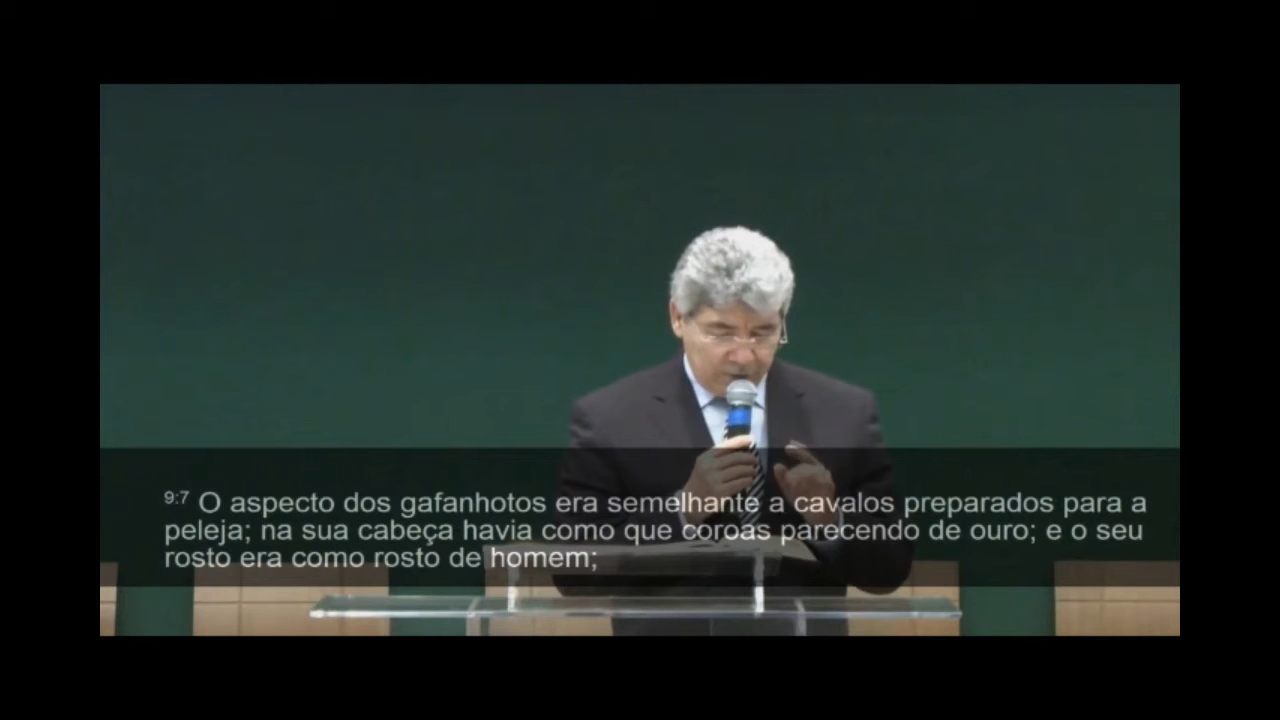 9:7 O aspecto dos gafanhotos era semelhante a cavalos preparados para a
peleja; na sua cabeça havia como que coroas parecendo de ouro; e o seu
rosto era como rosto de homem;